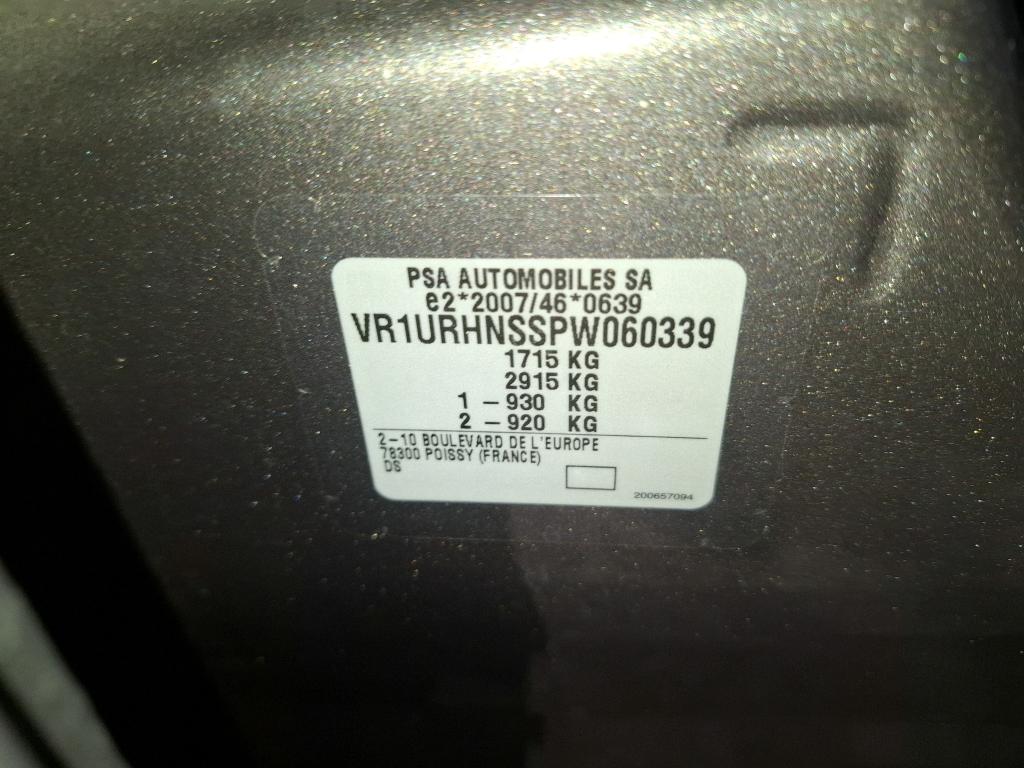 PSA AUTOMOBILES SA
e2*2007/46*0639
VR1URHNSSPW060339
1715 KG
2915 KG
1 - 930 KG
2 - 920 KG
2-10 BOULEVARD DE L'EUROPE
78300 POISSY (FRANCE)
DS
200657094